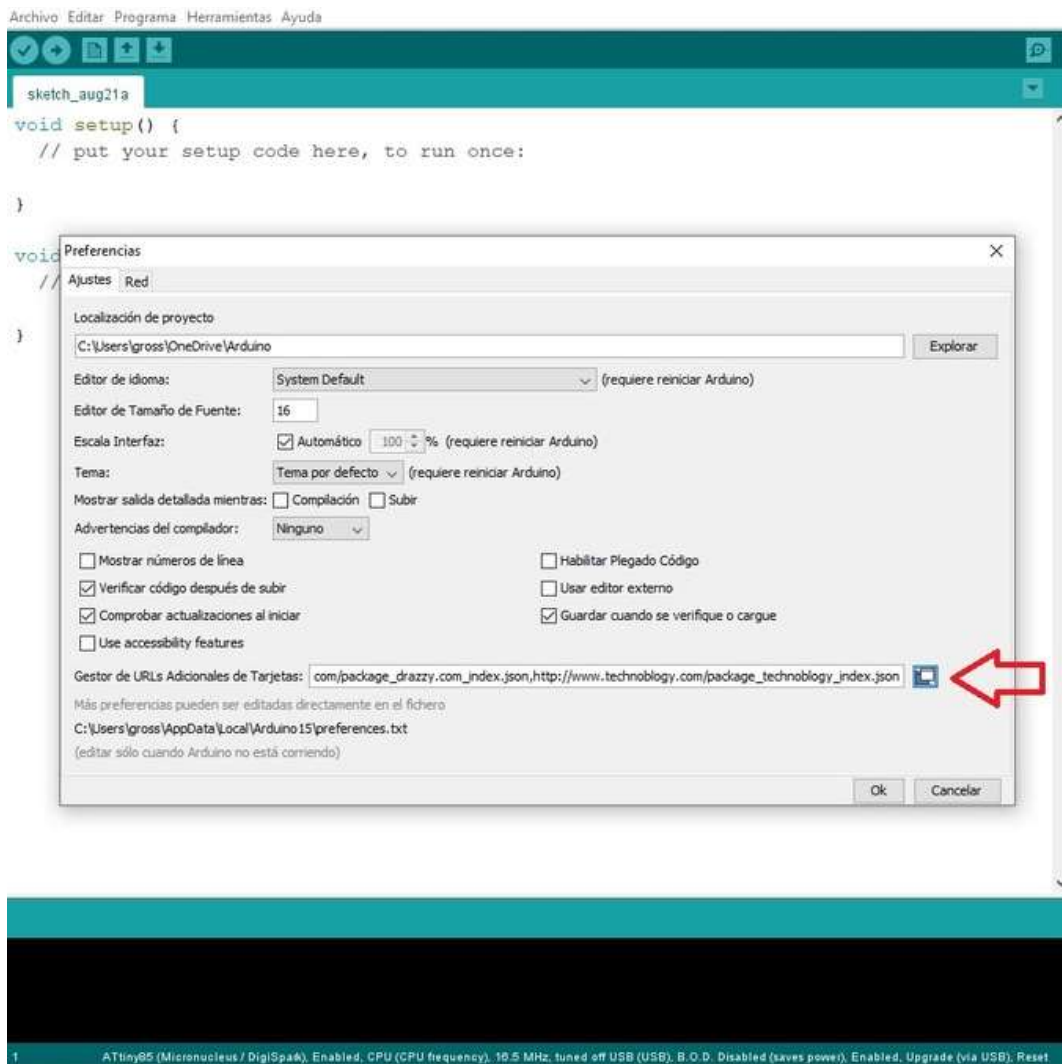 Archivo Editar Programa Herramientas Ayuda
sketch_aug21a
void setup() {
// put your setup code here, to run once:
}
void
//
}
Preferencias
Ajustes Red
Localización de proyecto
C:\Users\gross\OneDrive\Arduino Explorar
Editor de idioma: System Default (requiere reiniciar Arduino)
Editor de Tamaño de Fuente: 16
Escala Interfaz: Automático 100 % (requiere reiniciar Arduino)
Tema: Tema por defecto (requiere reiniciar Arduino)
Mostrar salida detallada mientras: Compilación Subir
Advertencias del compilador: Ninguno
Mostrar números de línea Habilitar Plegado Código
Verificar código después de subir Usar editor externo
Comprobar actualizaciones al iniciar Guardar cuando se verifique o cargue
Use accessibility features
Gestor de URLs Adicionales de Tarjetas: com/package_drazzy.com_index.json,http://www.technoblogy.com/package_technoblogy_index.json
Más preferencias pueden ser editadas directamente en el fichero
C:\Users\gross\AppData\Local\Arduino15\preferences.txt
(editar sólo cuando Arduino no está corriendo)
Ok Cancelar
1 ATtiny85 (Micronucleus / DigiSpark), Enabled, CPU (CPU frequency), 16.5 MHz, tuned off USB (USB), B.O.D. Disabled (saves power), Enabled, Upgrade (via USB), Reset